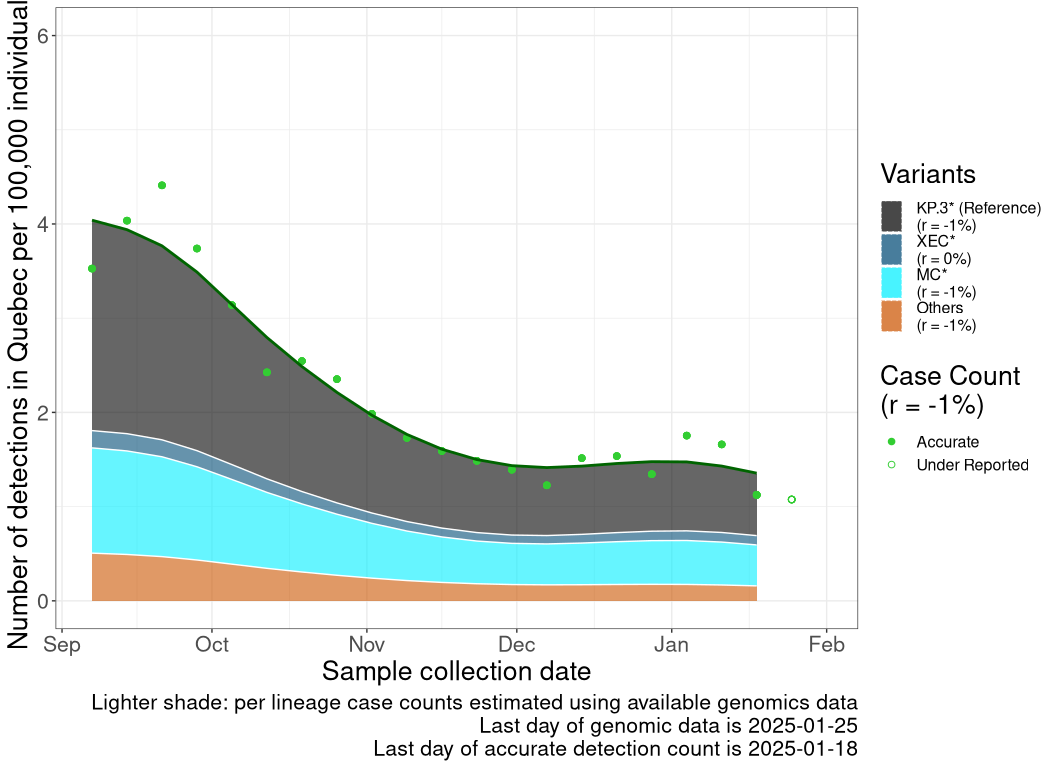 Number of detections in Quebec per 100,000 individual
6
4
2
0
Sep Oct Nov Dec Jan Feb
Sample collection date
Lighter shade: per lineage case counts estimated using available genomics data
Last day of genomic data is 2025-01-25
Last day of accurate detection count is 2025-01-18
Variants
KP.3* (Reference)
(r = -1%)
XEC*
(r = 0%)
MC*
(r = -1%)
Others
(r = -1%)
Case Count
(r = -1%)
Accurate
Under Reported